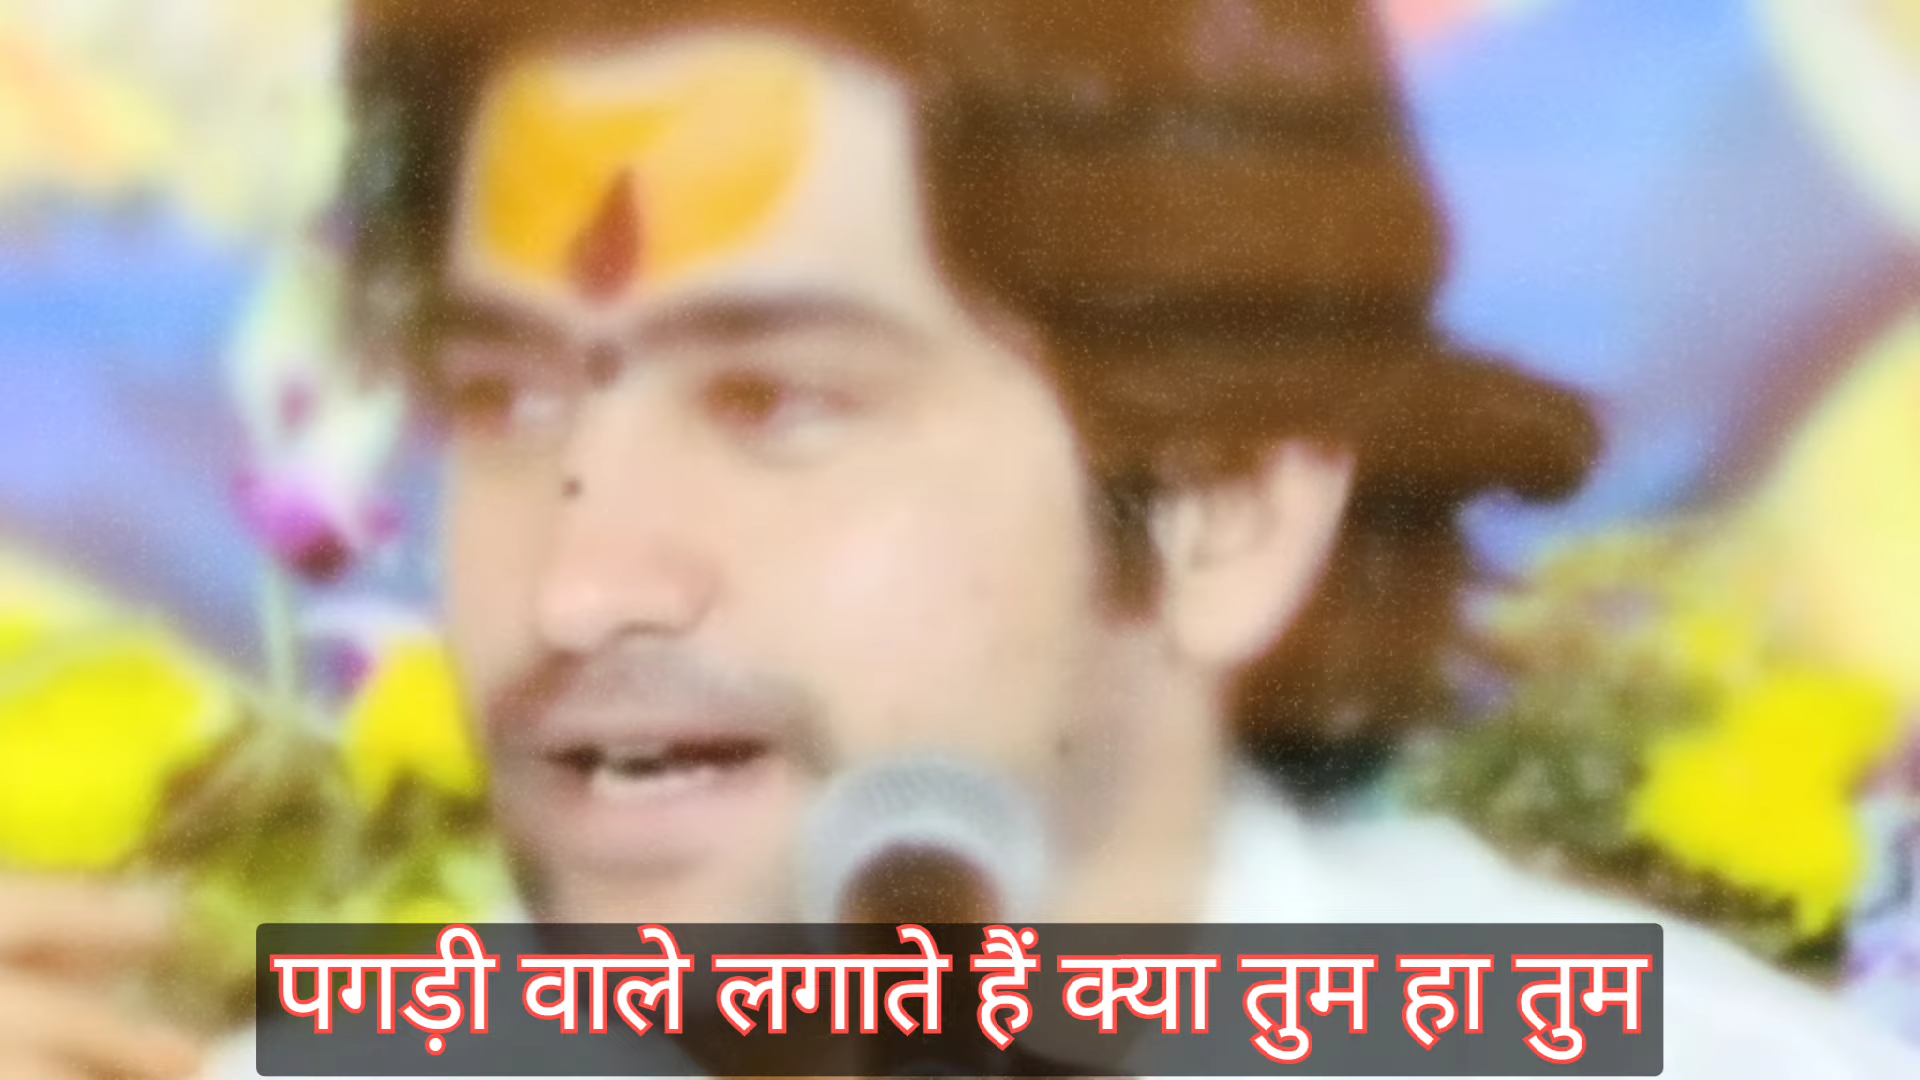 पगड़ी वाले लगाते हैं क्या तुम हा तुम